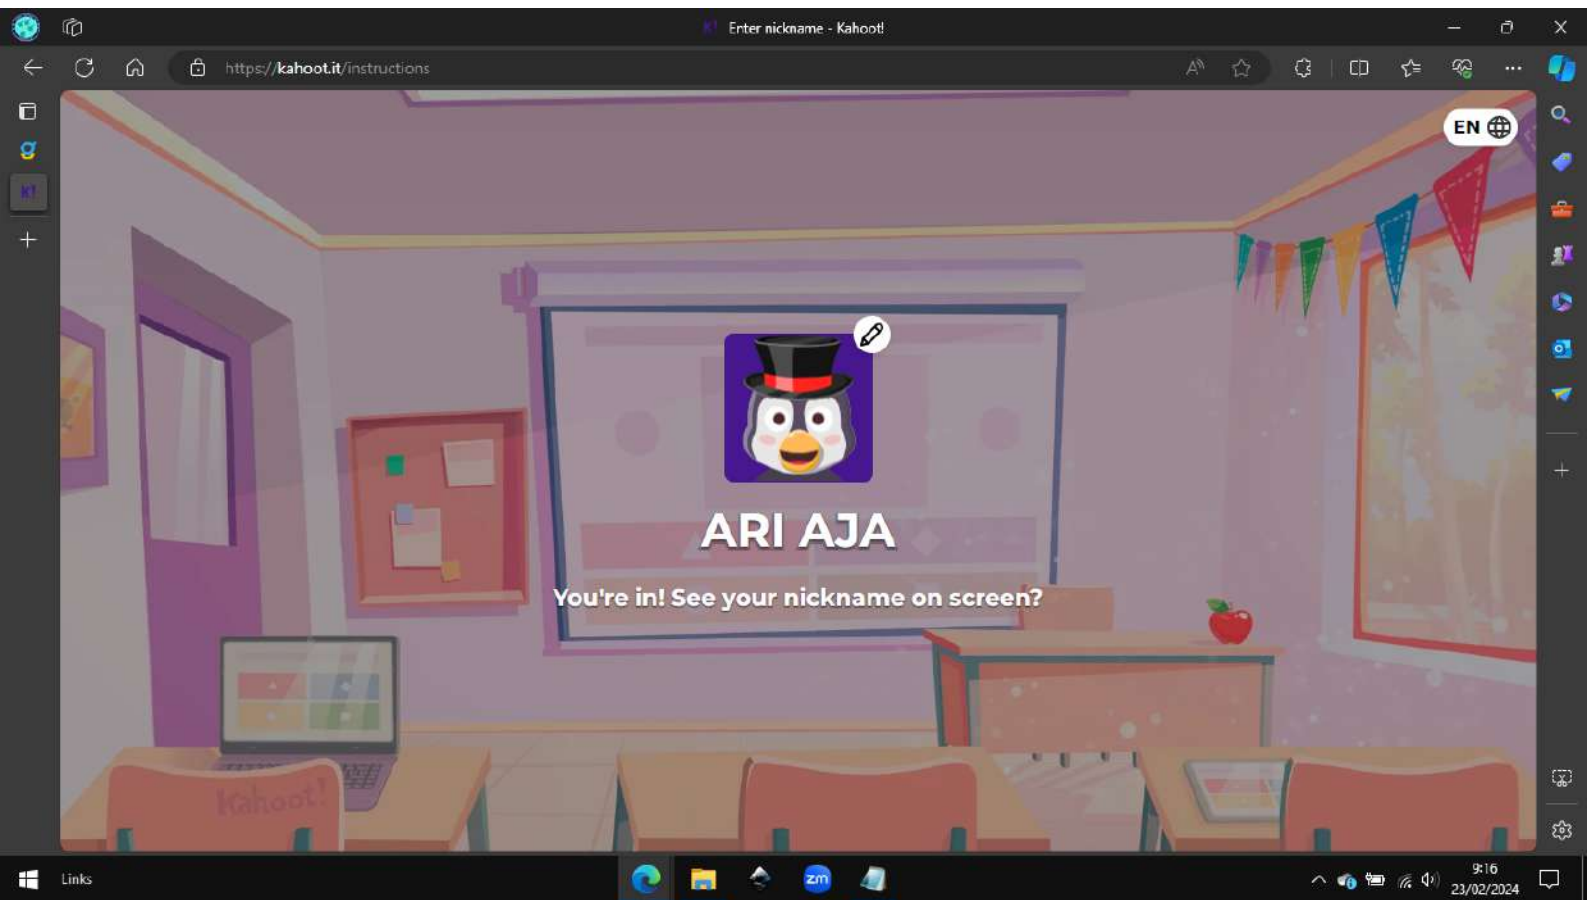 Enter nickname - Kahoot!
https://kahoot.it/instructions
EN
ARI AJA
You're in! See your nickname on screen?
Kahoot!
Links
zm
9:16
23/02/2024